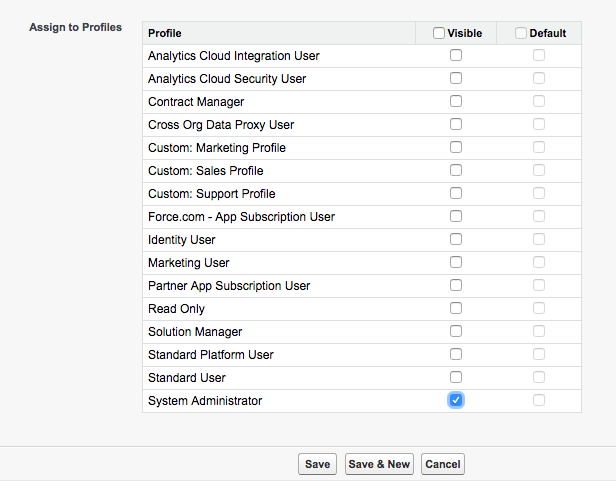 Assign to Profiles
Profile Visible Default
Analytics Cloud Integration User
Analytics Cloud Security User
Contract Manager
Cross Org Data Proxy User
Custom: Marketing Profile
Custom: Sales Profile
Custom: Support Profile
Force.com - App Subscription User
Identity User
Marketing User
Partner App Subscription User
Read Only
Solution Manager
Standard Platform User
Standard User
System Administrator
Save Save & New Cancel